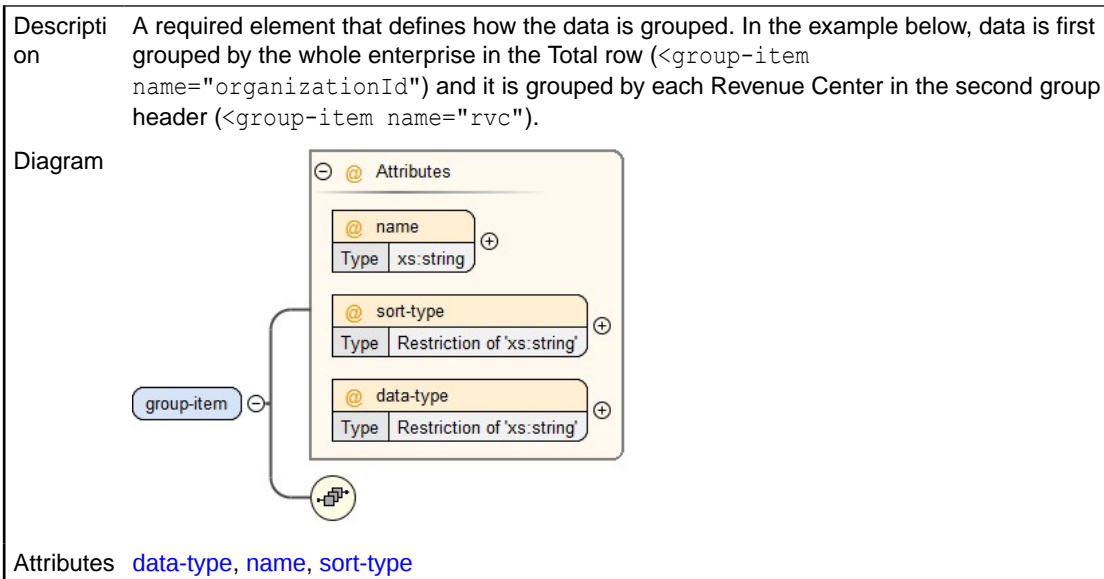 Descripti A required element that defines how the data is grouped. In the example below, data is first
on grouped by the whole enterprise in the Total row (<group-item
name="organizationId") and it is grouped by each Revenue Center in the second group
header (<group-item name="rvc").
Diagram
@ Attributes
@ name
Type xs:string
@ sort-type
Type Restriction of 'xs:string'
group-item
@ data-type
Type Restriction of 'xs:string'
Attributes data-type, name, sort-type